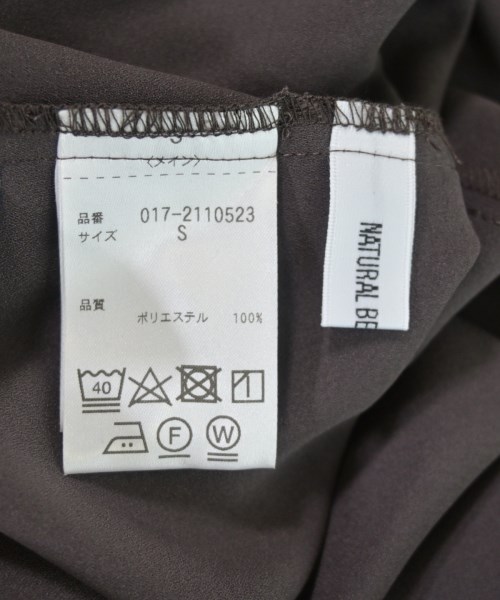 S
〈メイン〉
品番 017-2110523
サイズ S
品質
ポリエステル 100%
40
F W
NATURAL BE